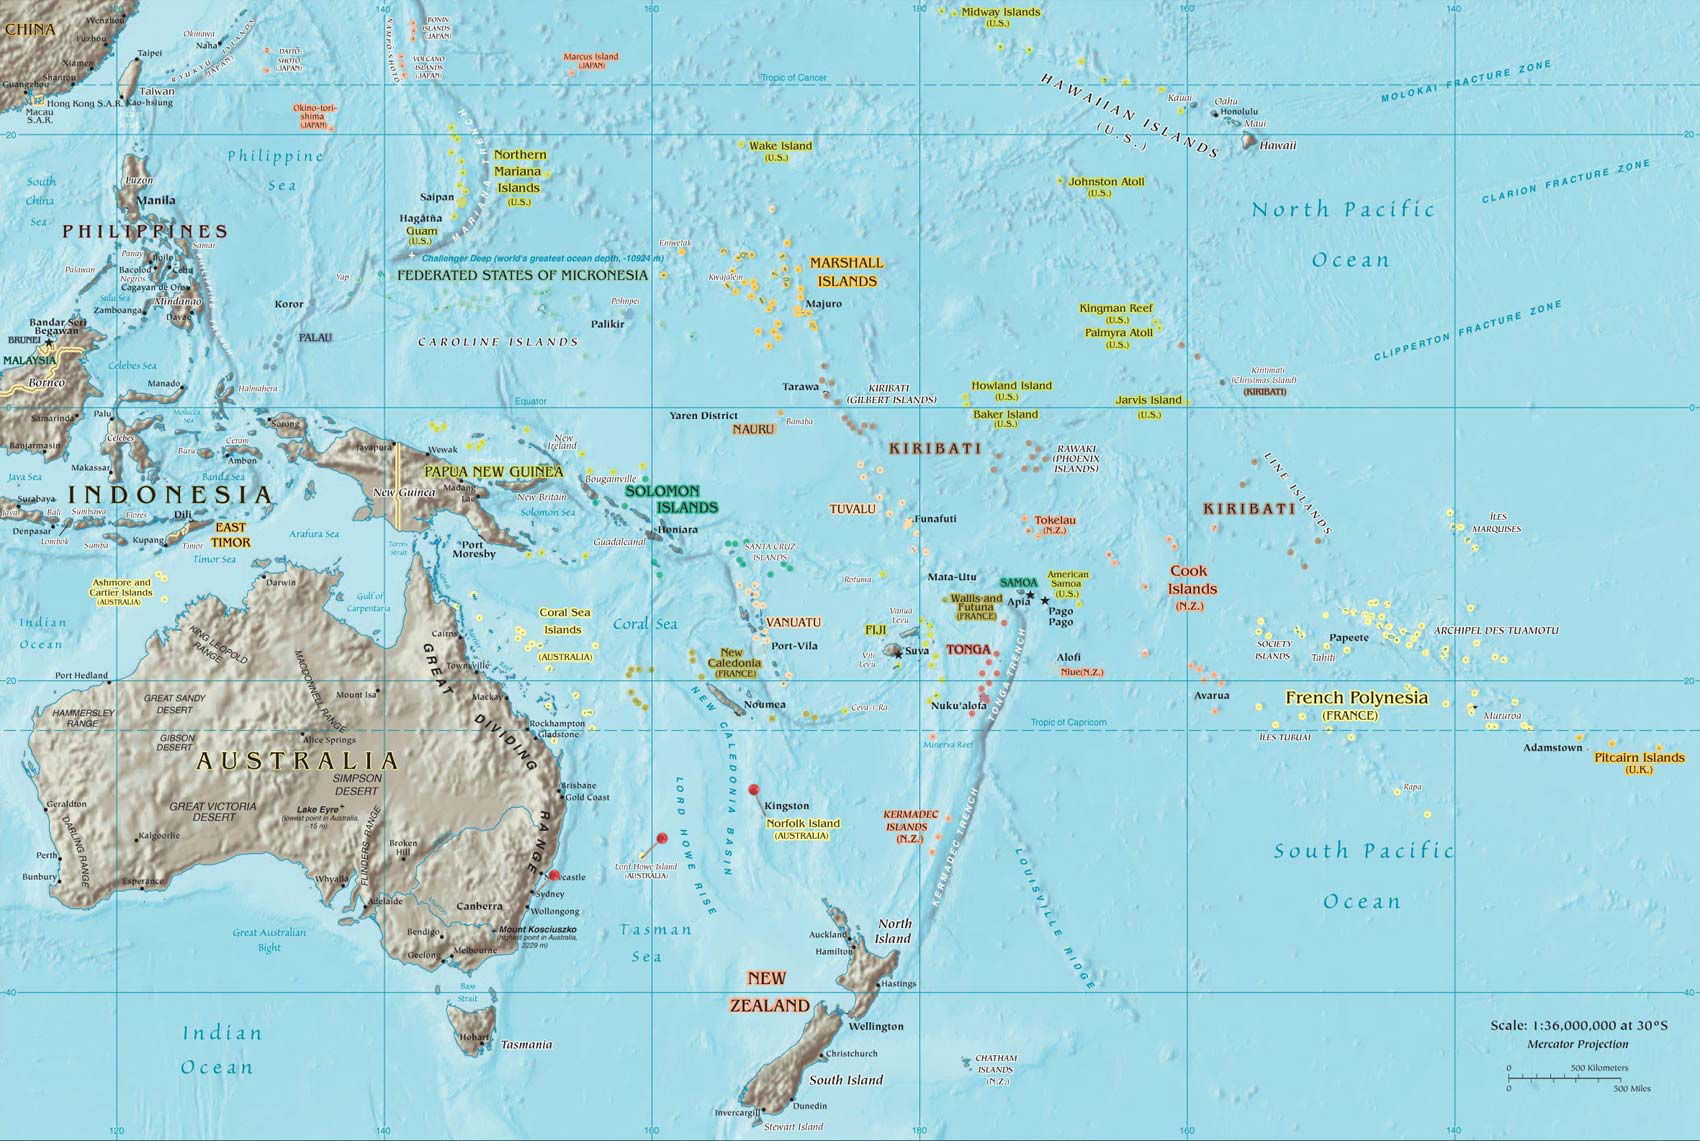 120
140
160
180
160
140
CHINA
Wenzhou
Fuzhou
Xiamen
Shantou
Guangzhou
Hong Kong S.A.R.
Macau
S.A.R.
Taipei
Taiwan
Kao-hsiung
Okinawa
Naha
RYUKYU ISLANDS
(JAPAN)
DAITO-
SHOTO
(JAPAN)
NAMPO-SHOTO
BONIN
ISLANDS
(JAPAN)
VOLCANO
ISLANDS
(JAPAN)
Marcus Island
(JAPAN)
Okino-tori-
shima
(JAPAN)
Tropic of Cancer
Midway Islands
(U.S.)
HAWAIIAN ISLANDS
(U.S.)
Kauai
Oahu
Honolulu
Maui
Hawaii
MOLOKAI FRACTURE ZONE
CLARION FRACTURE ZONE
CLIPPERTON FRACTURE ZONE
20
20
Philippine
Sea
South
China
Sea
Luzon
Manila
PHILIPPINES
Samar
Panay
Iloilo
Bacolod
Cebu
Negros
Palawan
Cagayan de Oro
Sulu Sea
Mindanao
Zamboanga
Davao
PHILIPPINE TRENCH
Northern
Mariana
Islands
(U.S.)
Saipan
Hagåtña
Guam
(U.S.)
MARIANA TRENCH
Challenger Deep (world's greatest ocean depth, -10924 m)
FEDERATED STATES OF MICRONESIA
Yap
Koror
PALAU
Pohnpei
Palikir
CAROLINE ISLANDS
Wake Island
(U.S.)
Johnston Atoll
(U.S.)
North Pacific
Ocean
Eniwetak
Kwajalein
MARSHALL
ISLANDS
Majuro
Kingman Reef
(U.S.)
Palmyra Atoll
(U.S.)
Bandar Seri
Begawan
BRUNEI
MALAYSIA
Borneo
Celebes Sea
Manado
Halmahera
Samarinda
Palu
Molucca
Sea
Banjarmasin
Celebes
Ceram
Buru
Ambon
Makassar
Java Sea
Banda Sea
Sorong
Jayapura
Equator
0
0
INDONESIA
Surabaya
Java
Bali
Sumbawa
Flores
Denpasar
Lombok
Sumba
Dili
Kupang
Timor
EAST
TIMOR
Timor Sea
Arafura Sea
Wewak
Bismarck Sea
PAPUA NEW GUINEA
New Guinea
Madang
Lae
New
Ireland
New Britain
Bougainville
Solomon Sea
Torres
Strait
Port
Moresby
SOLOMON
ISLANDS
Honiara
Guadalcanal
SANTA CRUZ
ISLANDS
Tarawa
KIRIBATI
(GILBERT ISLANDS)
Yaren District
NAURU
Banaba
Howland Island
(U.S.)
Baker Island
(U.S.)
Jarvis Island
(U.S.)
Kiritimati
(Christmas Island)
(KIRIBATI)
KIRIBATI
RAWAKI
(PHOENIX
ISLANDS)
KIRIBATI
LINE ISLANDS
TUVALU
Funafuti
Tokelau
(N.Z.)
ÎLES
MARQUISES
Rotuma
Mata-Utu
Wallis and
Futuna
(FRANCE)
SAMOA
Apia
American
Samoa
(U.S.)
Pago
Pago
Cook
Islands
(N.Z.)
Ashmore and
Cartier Islands
(AUSTRALIA)
Indian
Ocean
Darwin
Gulf of
Carpentaria
KING LEOPOLD
RANGE
Great
Barrier
Reef
Cairns
Coral Sea
Islands
(AUSTRALIA)
Coral Sea
VANUATU
Port-Vila
New
Caledonia
(FRANCE)
Noumea
FIJI
Vanua
Levu
Viti
Levu
Suva
Ceva-i-Ra
TONGA
Nuku'alofa
TONGA TRENCH
Alofi
Niue(N.Z.)
Avarua
SOCIETY
ISLANDS
Papeete
Tahiti
ARCHIPEL DES TUAMOTU
French Polynesia
(FRANCE)
Mururoa
ÎLES TUBUAI
Rapa
Adamstown
Pitcairn Islands
(U.K.)
Tropic of Capricorn
Minerva Reef
20
20
Port Hedland
GREAT SANDY
DESERT
HAMMERSLEY
RANGE
GIBSON
DESERT
MACDONNELL RANGE
Mount Isa
Townsville
Mackay
GREAT DIVIDING RANGE
Rockhampton
Gladstone
Alice Springs
AUSTRALIA
SIMPSON
DESERT
GREAT VICTORIA
DESERT
Lake Eyre
(lowest point in Australia,
-15 m)
Geraldton
DARLING RANGE
Kalgoorlie
Perth
Bunbury
Esperance
Whyalla
FLINDERS RANGE
Broken
Hill
Adelaide
Murray
Brisbane
Gold Coast
Newcastle
Sydney
Wollongong
Canberra
Mount Kosciuszko
(highest point in Australia,
2229 m)
Bendigo
Geelong
Melbourne
Great Australian
Bight
Bass
Strait
Hobart
Tasmania
Indian
Ocean
Lord Howe Island
(AUSTRALIA)
Kingston
Norfolk Island
(AUSTRALIA)
LORD HOWE RISE
NEW CALEDONIA BASIN
KERMADEC
ISLANDS
(N.Z.)
KERMADEC TRENCH
LOUISVILLE RIDGE
South Pacific
Ocean
Tasman
Sea
North
Island
Auckland
Hamilton
Hastings
NEW
ZEALAND
Wellington
Christchurch
South Island
Dunedin
Invercargill
Stewart Island
CHATHAM
ISLANDS
(N.Z.)
40
40
Scale: 1:36,000,000 at 30°S
Mercator Projection
0
500 Kilometers
0
500 Miles
120
140
160
180
160
140